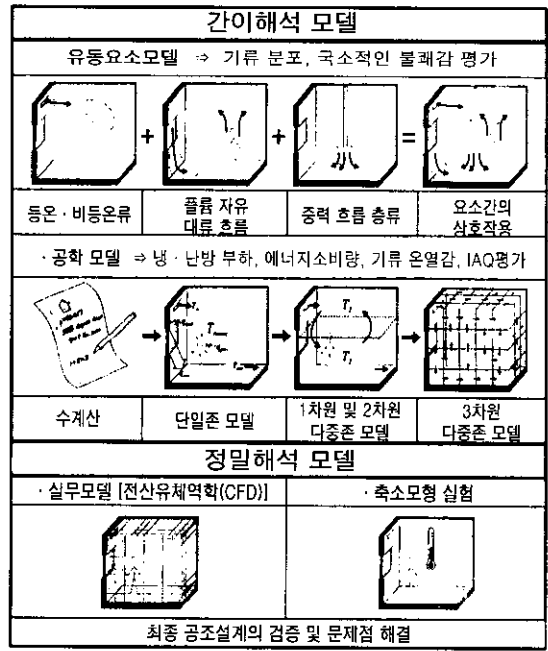 간이해석 모델
유동요소모델 ⇒ 기류 분포, 국소적인 불쾌감 평가
+ + =
등온 · 비등온류
플룸 자유
대류 흐름
중력 흐름 층류
요소간의
상호작용
· 공학 모델 ⇒ 냉 · 난방 부하, 에너지소비량, 기류 온열감, IAQ평가
T₁
T₂
수계산
단일존 모델
1차원 및 2차원
다중존 모델
3차원
다중존 모델
정밀해석 모델
· 실무모델 [전산유체역학(CFD)]
· 축소모형 실험
최종 공조설계의 검증 및 문제점 해결